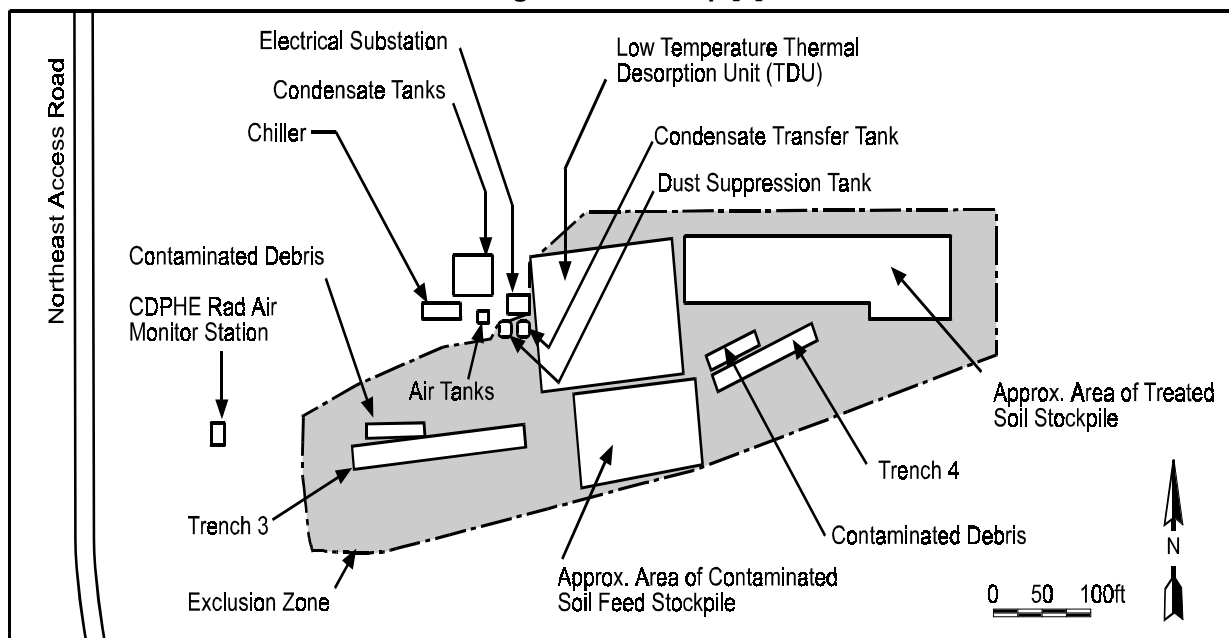 Northeast Access Road
Electrical Substation
Condensate Tanks
Chiller
Low Temperature Thermal
Desorption Unit (TDU)
Condensate Transfer Tank
Dust Suppression Tank
Contaminated Debris
CDPHE Rad Air
Monitor Station
Air Tanks
Approx. Area of Treated
Soil Stockpile
Trench 4
Contaminated Debris
Trench 3
Exclusion Zone
Approx. Area of Contaminated
Soil Feed Stockpile
0 50 100ft
N